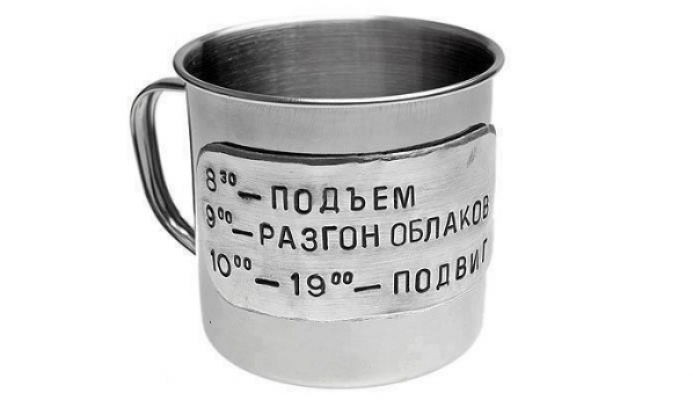 8³⁰ — ПОДЪЕМ
9⁰⁰ — РАЗГОН ОБЛАКОВ
10⁰⁰ — 19⁰⁰ — ПОДВИГ